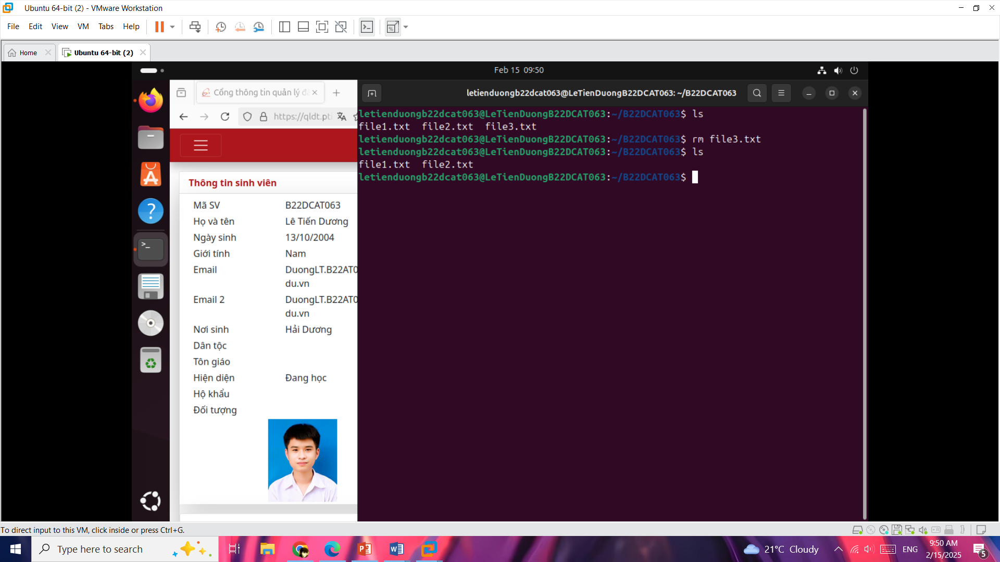 Ubuntu 64-bit (2) - VMware Workstation
File Edit View VM Tabs Help
Home
Ubuntu 64-bit (2)
Feb 15 09:50
Cổng thông tin quản lý đà
https://qldt.pti
letienduongb22dcat063@LeTienDuongB22DCAT063: ~/B22DCAT063
letienduongb22dcat063@LeTienDuongB22DCAT063:~/B22DCAT063$ ls
file1.txt file2.txt file3.txt
letienduongb22dcat063@LeTienDuongB22DCAT063:~/B22DCAT063$ rm file3.txt
letienduongb22dcat063@LeTienDuongB22DCAT063:~/B22DCAT063$ ls
file1.txt file2.txt
letienduongb22dcat063@LeTienDuongB22DCAT063:~/B22DCAT063$
Thông tin sinh viên
Mã SV B22DCAT063
Họ và tên Lê Tiến Dương
Ngày sinh 13/10/2004
Giới tính Nam
Email DuongLT.B22AT0
du.vn
Email 2 DuongLT.B22AT0
du.vn
Nơi sinh Hải Dương
Dân tộc
Tôn giáo
Hiện diện Đang học
Hộ khẩu
Đối tượng
To direct input to this VM, click inside or press Ctrl+G.
Type here to search
21°C Cloudy
ENG
9:50 AM
2/15/2025
5